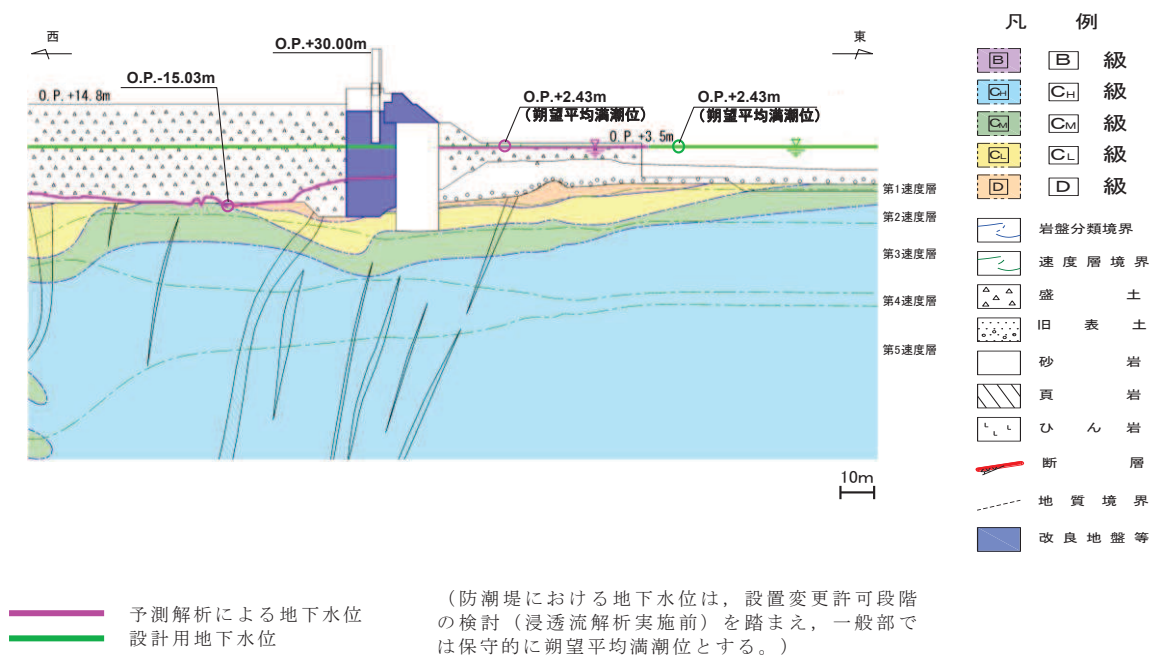 西
東
O.P.+30.00m
O.P.-15.03m
O.P.+14.8m
O.P.+2.43m
(朔望平均満潮位)
O.P.+2.43m
(朔望平均満潮位)
O.P.+3.5m
第1速度層
第2速度層
第3速度層
第4速度層
第5速度層
10m
凡 例
B B 級
CH CH 級
CM CM 級
CL CL 級
D D 級
岩盤分類境界
速度層境界
盛土
旧表土
砂岩
頁岩
ひん岩
断層
地質境界
改良地盤等
予測解析による地下水位
設計用地下水位
(防潮堤における地下水位は,設置変更許可段階
の検討(浸透流解析実施前)を踏まえ,一般部で
は保守的に朔望平均満潮位とする。)